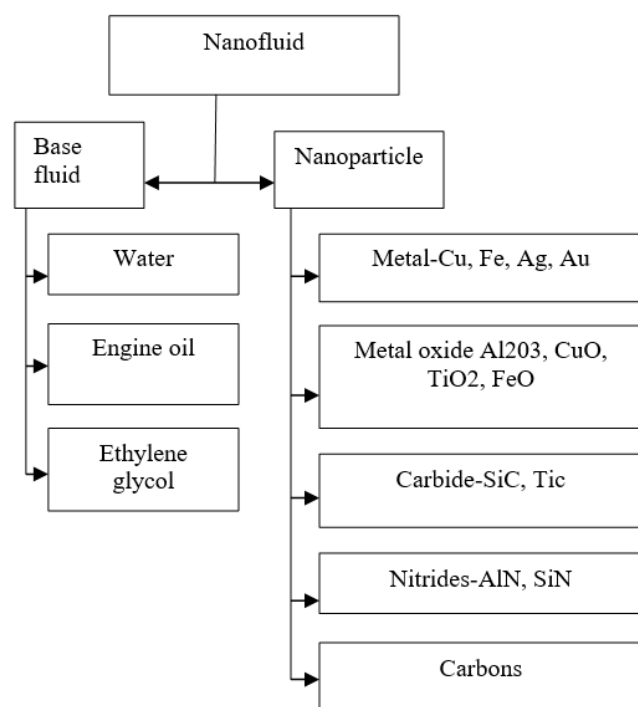 Nanofluid
Base
fluid
Nanoparticle
Water
Engine oil
Ethylene
glycol
Metal-Cu, Fe, Ag, Au
Metal oxide Al203, CuO,
TiO2, FeO
Carbide-SiC, Tic
Nitrides-AlN, SiN
Carbons